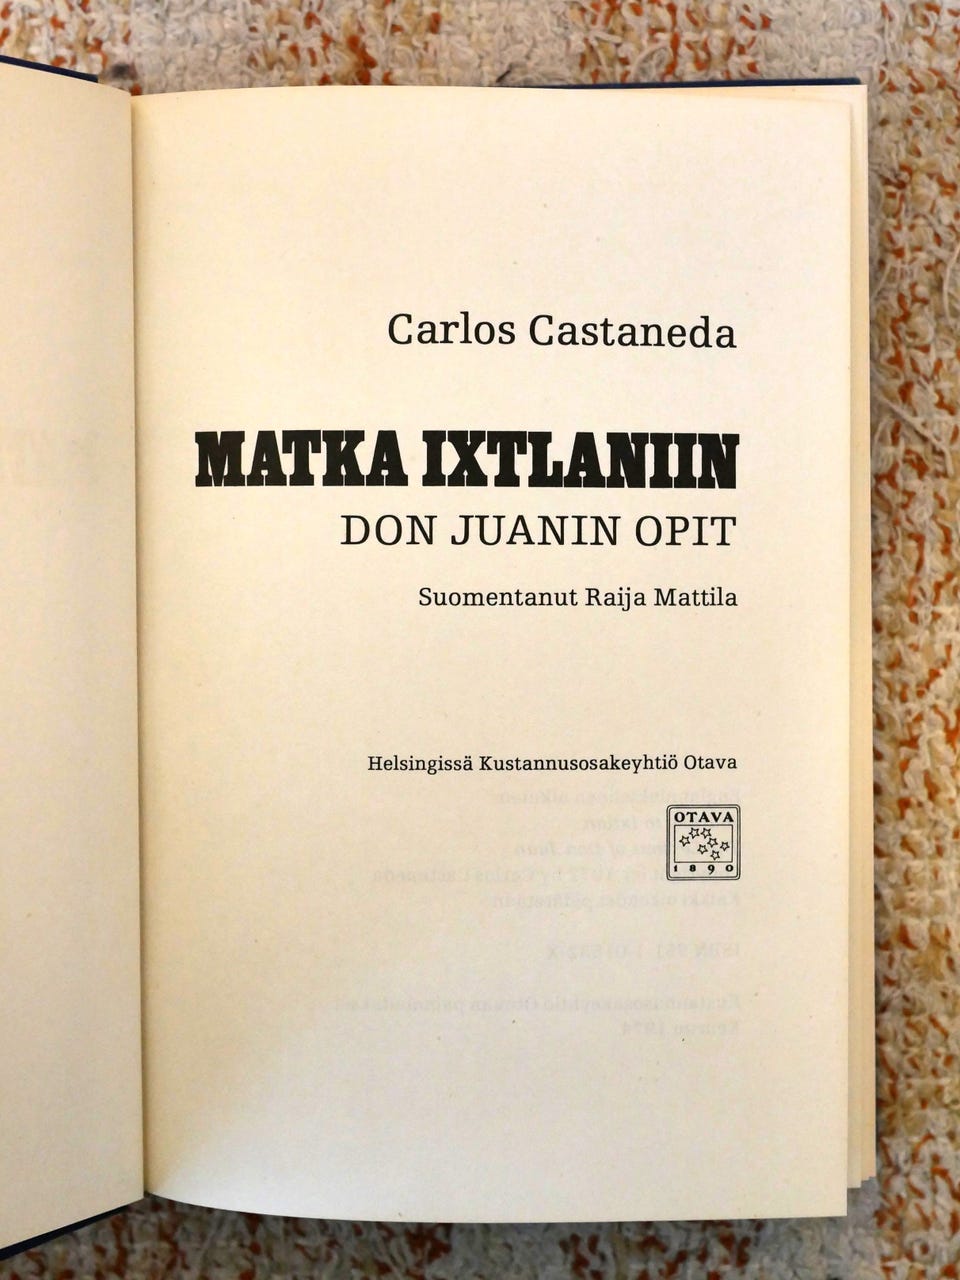 Carlos Castaneda
MATKA IXTLANIIN
DON JUANIN OPIT
Suomentanut Raija Mattila
Helsingissä Kustannusosakeyhtiö Otava
OTAVA
1890